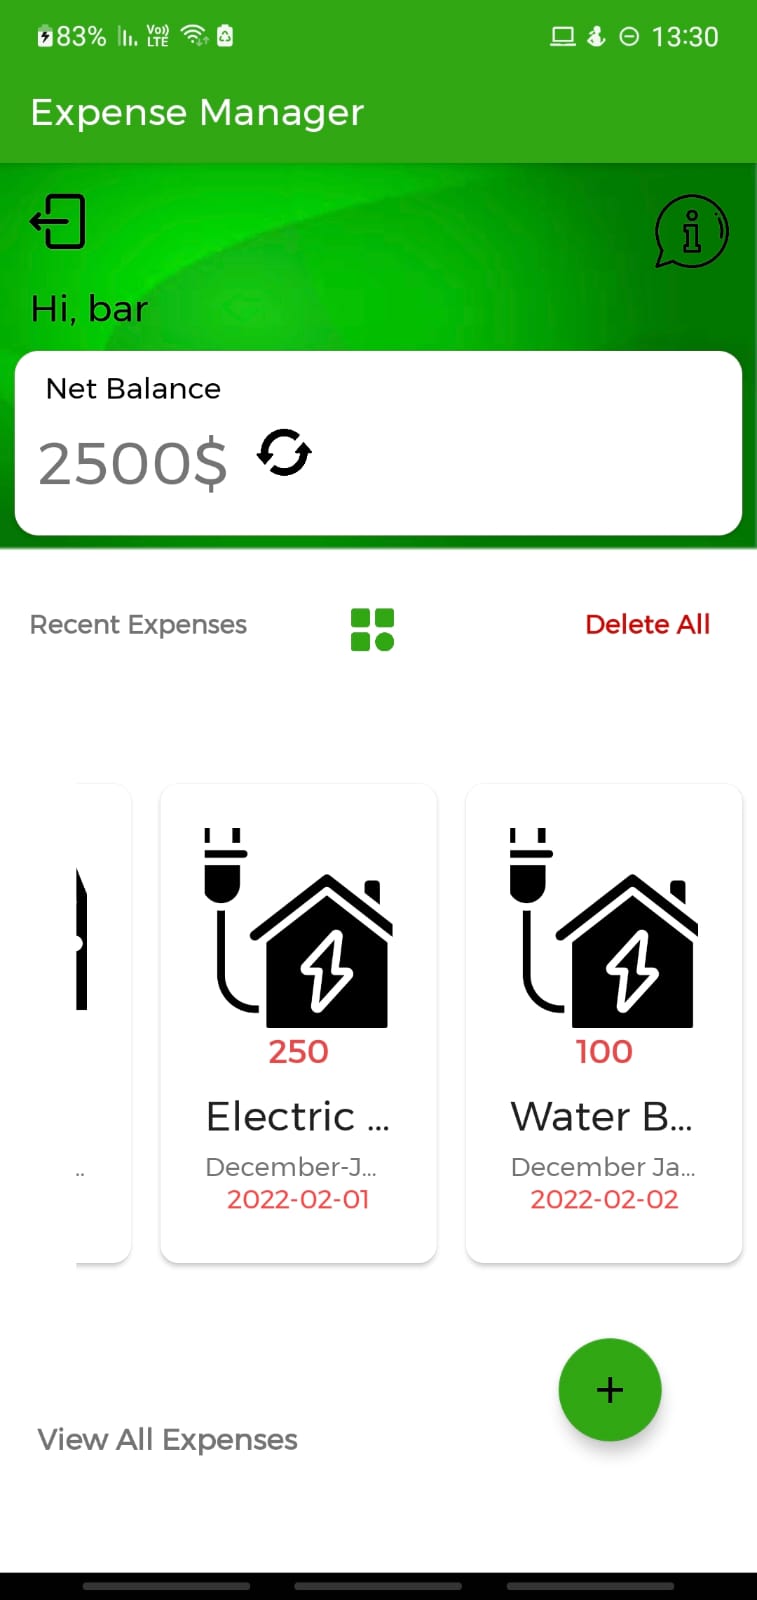 83% Vo)) LTE 13:30
Expense Manager
Hi, bar
Net Balance
2500$
Recent Expenses
Delete All
250
Electric ...
December-J...
2022-02-01
100
Water B...
December Ja...
2022-02-02
..
+
View All Expenses